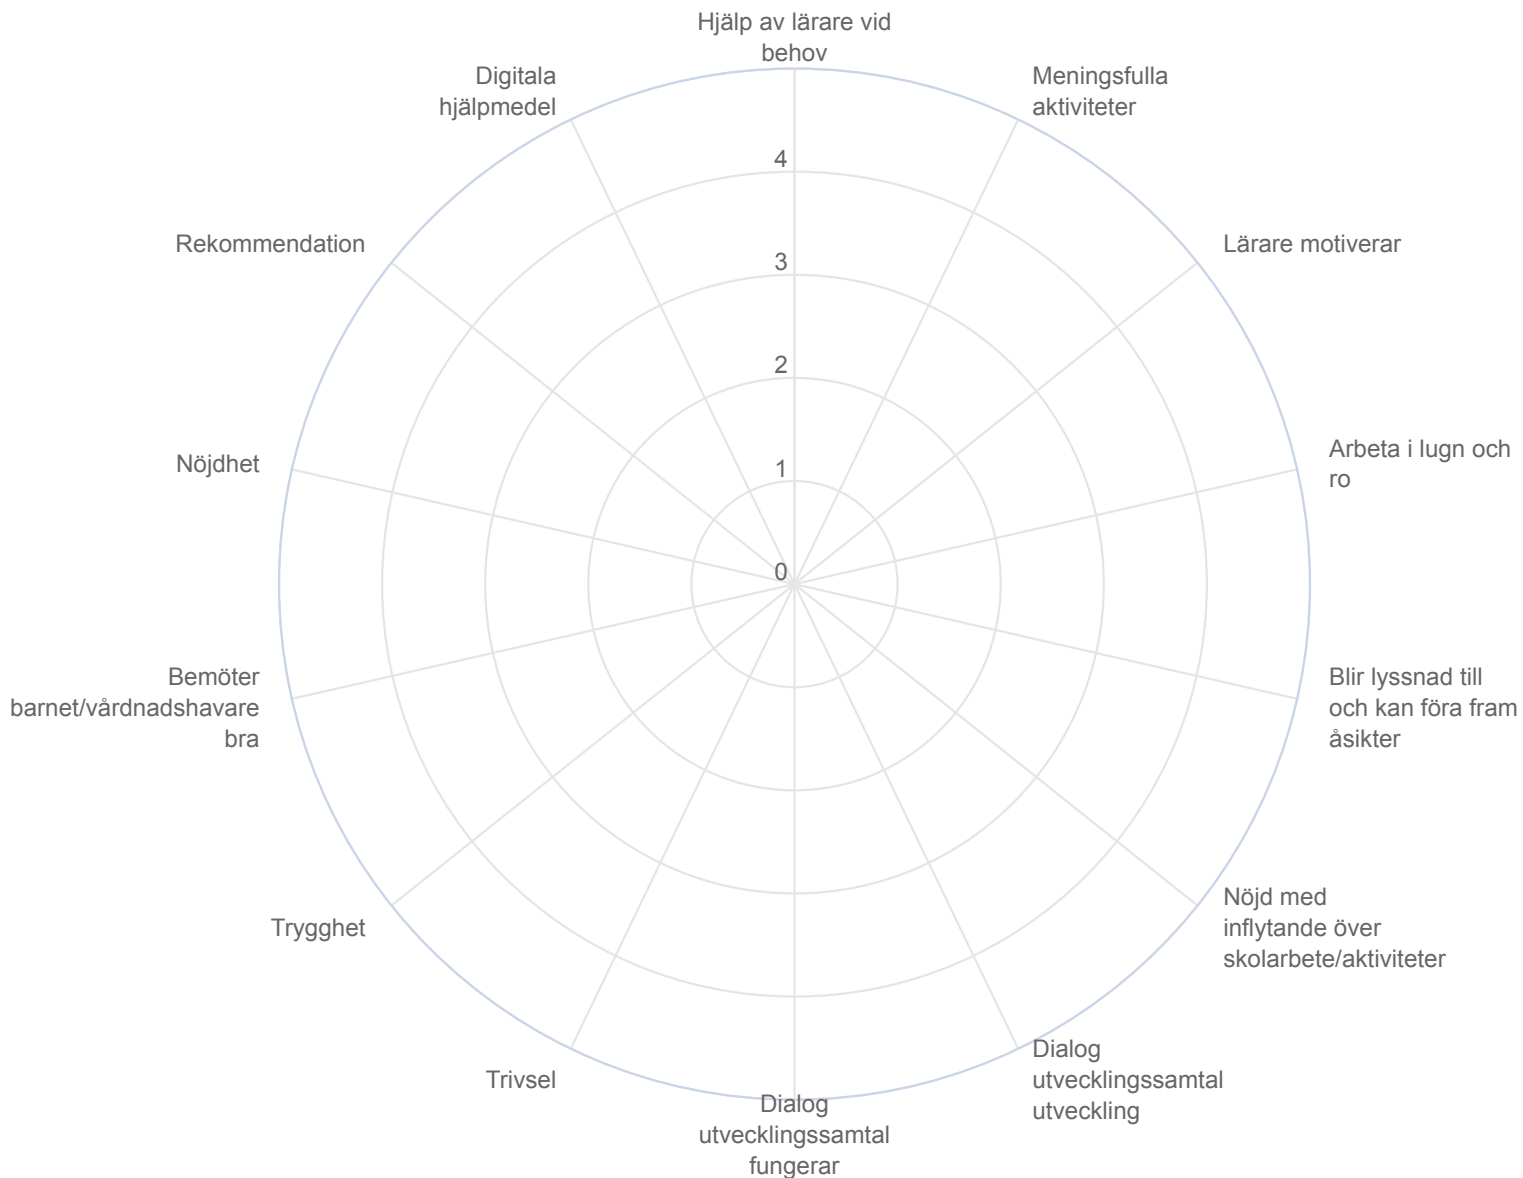 Hjälp av lärare vid
behov
Meningsfulla
aktiviteter
Lärare motiverar
Arbeta i lugn och
ro
Blir lyssnad till
och kan föra fram
åsikter
Nöjd med
inflytande över
skolarbete/aktiviteter
Dialog
utvecklingssamtal
utveckling
Dialog
utvecklingssamtal
fungerar
Trivsel
Trygghet
Bemöter
barnet/vårdnadshavare
bra
Nöjdhet
Rekommendation
Digitala
hjälpmedel
4
3
2
1
0